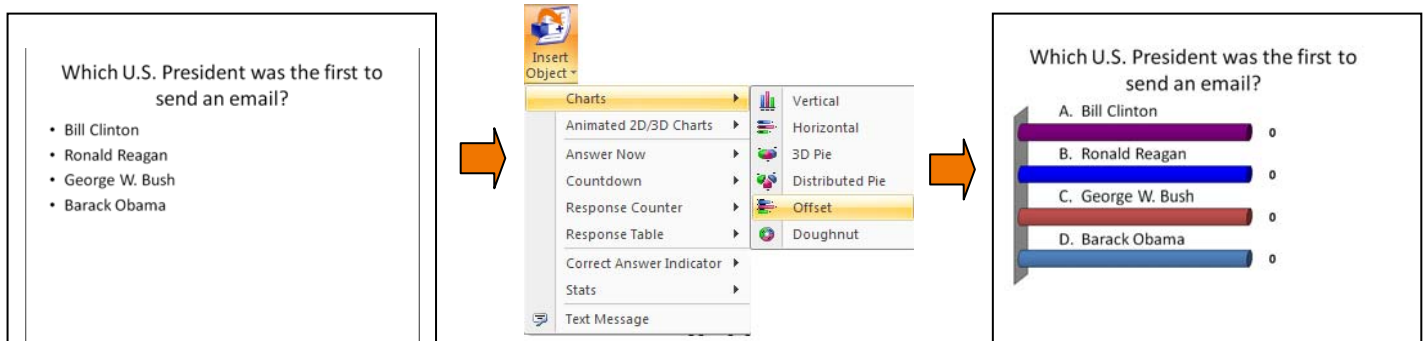 Which U.S. President was the first to
send an email?
• Bill Clinton
• Ronald Reagan
• George W. Bush
• Barack Obama
Insert
Object
Charts
Animated 2D/3D Charts
Answer Now
Countdown
Response Counter
Response Table
Correct Answer Indicator
Stats
Text Message
Vertical
Horizontal
3D Pie
Distributed Pie
Offset
Doughnut
Which U.S. President was the first to
send an email?
A. Bill Clinton
0
B. Ronald Reagan
0
C. George W. Bush
0
D. Barack Obama
0